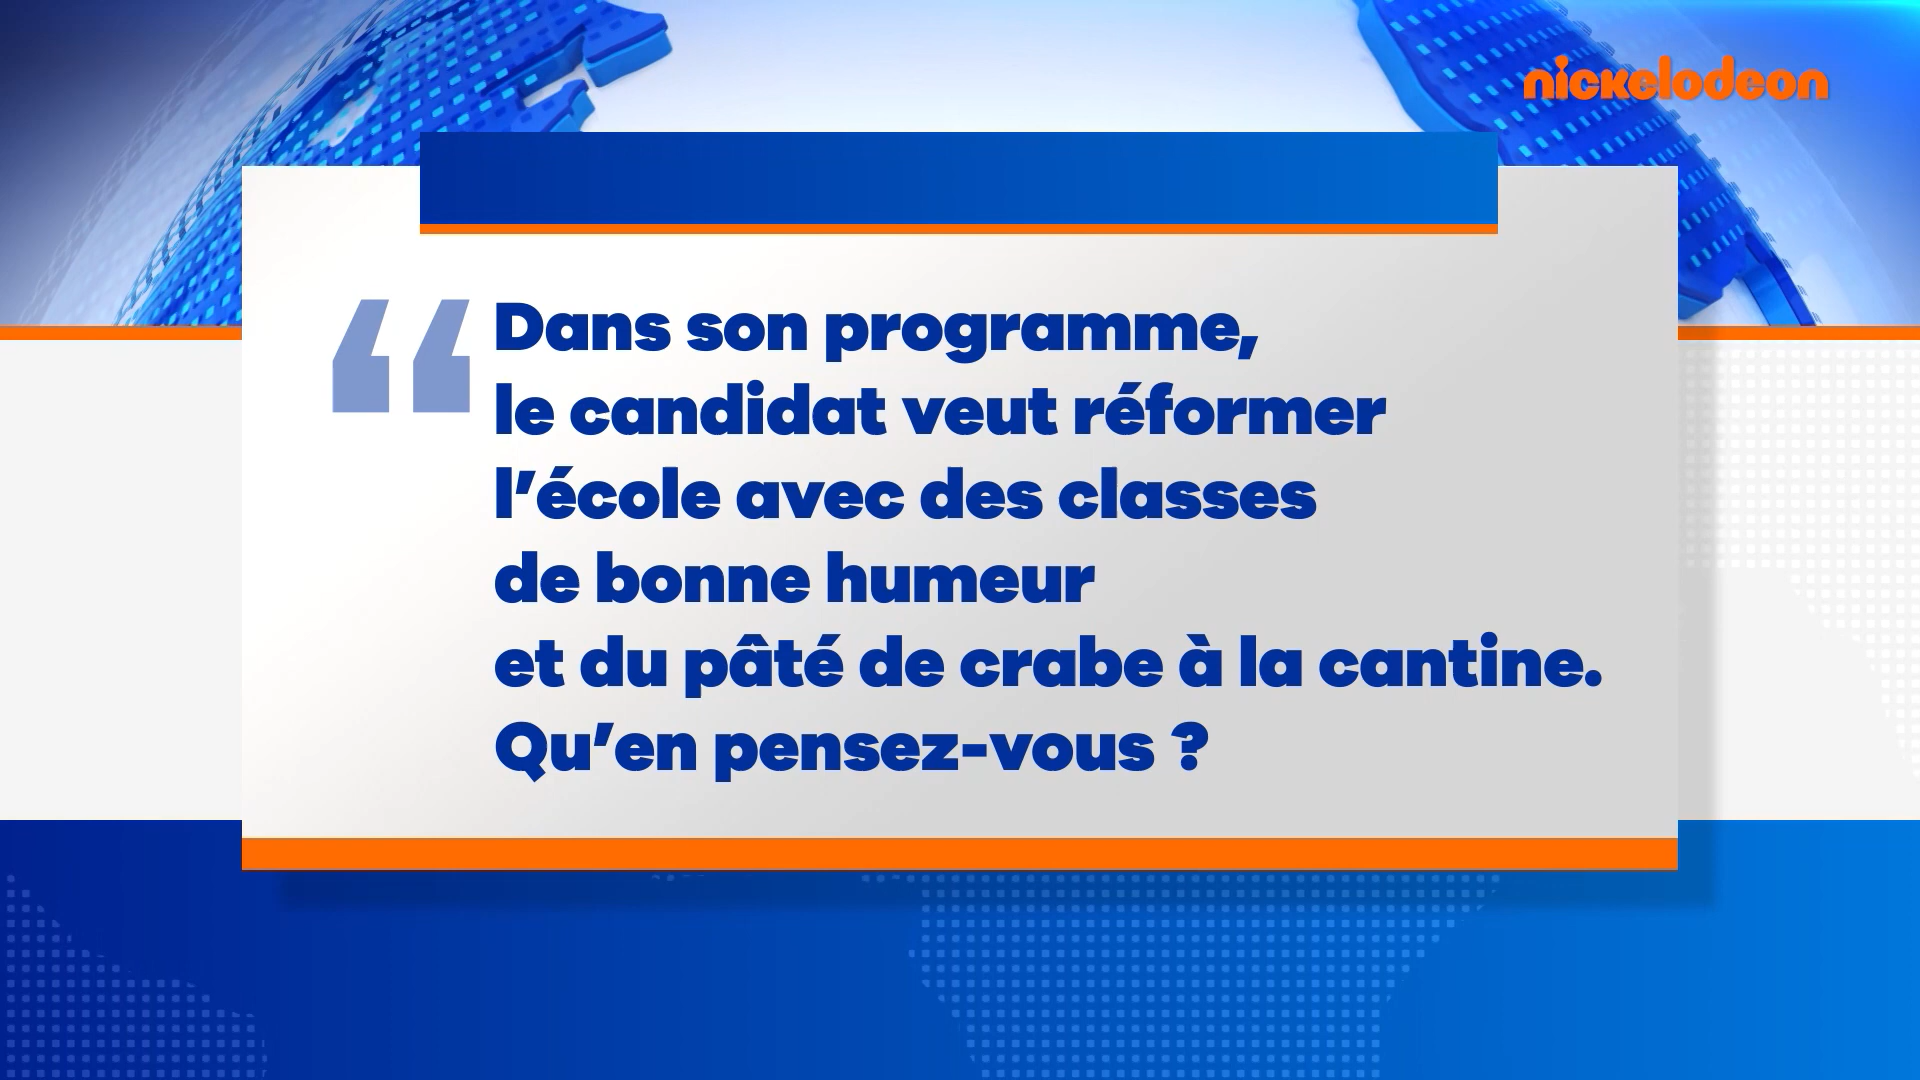 nickelodeon
“Dans son programme,
le candidat veut réformer
l’école avec des classes
de bonne humeur
et du pâté de crabe à la cantine.
Qu’en pensez-vous ?